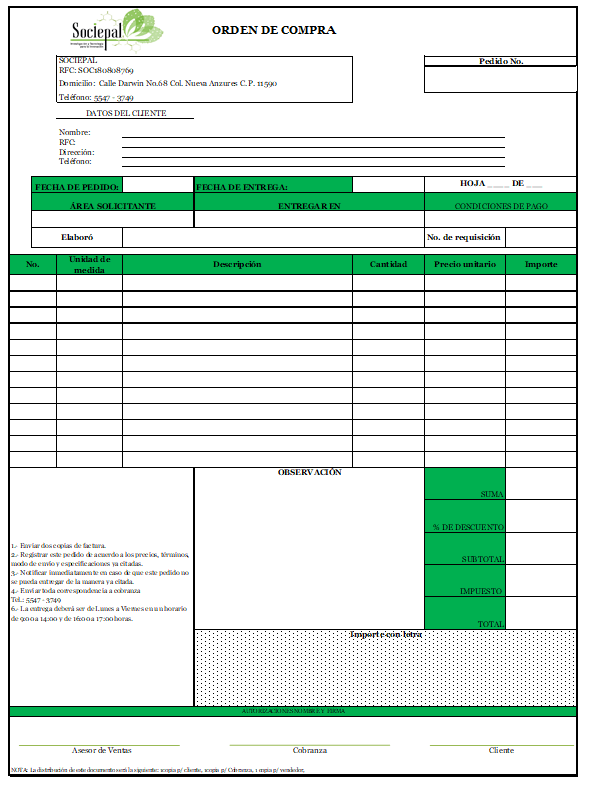 Sociepal
Investigación y Tecnología
para la Innovación
ORDEN DE COMPRA
SOCIEPAL
RFC: SOC180808769
Domicilio: Calle Darwin No.68 Col. Nueva Anzures C.P. 11590
Teléfono: 5547 - 3749
Pedido No.
DATOS DEL CLIENTE
Nombre:
RFC:
Dirección:
Teléfono:
FECHA DE PEDIDO: FECHA DE ENTREGA: HOJA ____ DE ___
ÁREA SOLICITANTE ENTREGAR EN CONDICIONES DE PAGO
Elaboró No. de requisición
No. Unidad de medida Descripción Cantidad Precio unitario Importe
OBSERVACIÓN
SUMA
% DE DESCUENTO
SUBTOTAL
IMPUESTO
TOTAL
1.- Enviar dos copias de factura.
2.- Registrar este pedido de acuerdo a los precios, términos,
modo de envio y especificaciones ya citadas.
3.- Notificar inmediatamente en caso de que este pedido no
se pueda entregar de la manera ya citada.
4.- Enviar toda correspondencia a cobranza
Tel.: 5547 - 3749
6.- La entrega deberá ser de Lunes a Viernes en un horario
de 9:00 a 14:00 y de 16:00 a 17:00 horas.
Importe con letra
AUTORIZACIONES NOMBRE Y FIRMA
Asesor de Ventas Cobranza Cliente
NOTA: La distribución de este documento será la siguiente: 1copia p/ cliente, 1copia p/ Cobranza, 1 copia p/ vendedor,